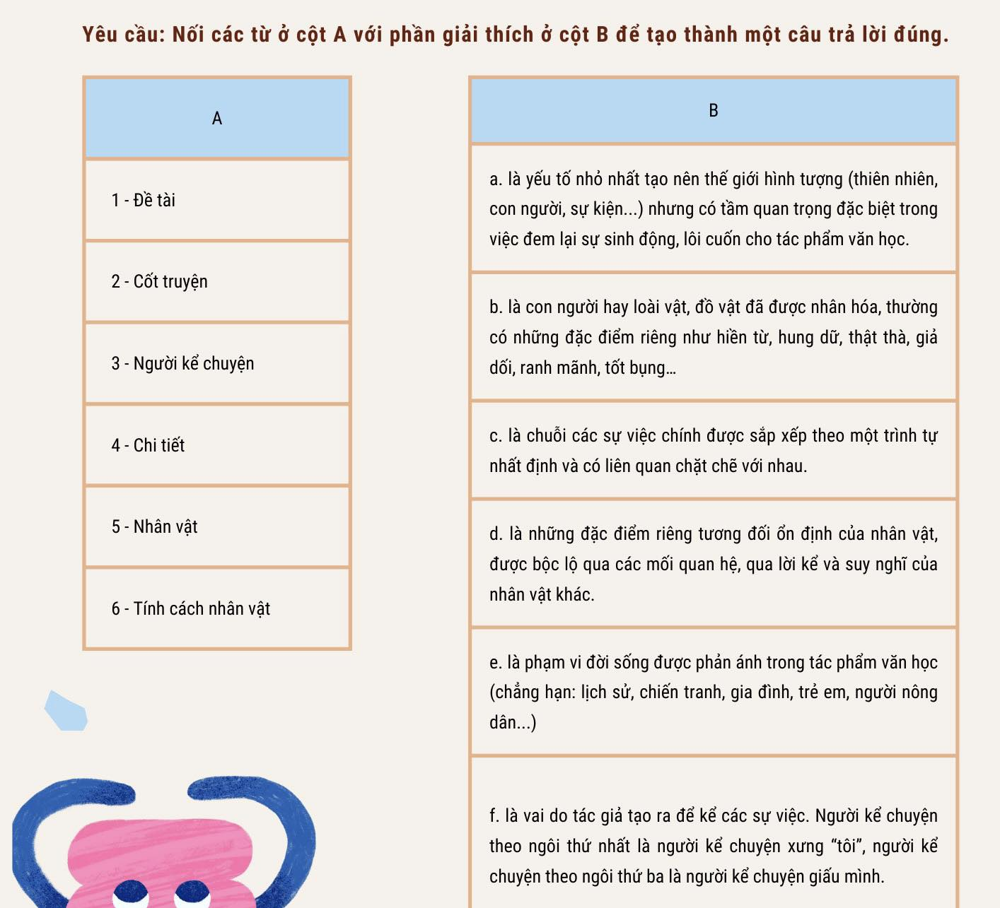 Yêu cầu: Nối các từ ở cột A với phần giải thích ở cột B để tạo thành một câu trả lời đúng.
A
1 - Đề tài
2 - Cốt truyện
3 - Người kể chuyện
4 - Chi tiết
5 - Nhân vật
6 - Tính cách nhân vật
B
a. là yếu tố nhỏ nhất tạo nên thế giới hình tượng (thiên nhiên,
con người, sự kiện...) nhưng có tầm quan trọng đặc biệt trong
việc đem lại sự sinh động, lôi cuốn cho tác phẩm văn học.
b. là con người hay loài vật, đồ vật đã được nhân hóa, thường
có những đặc điểm riêng như hiền từ, hung dữ, thật thà, giả
dối, ranh mãnh, tốt bụng...
c. là chuỗi các sự việc chính được sắp xếp theo một trình tự
nhất định và có liên quan chặt chẽ với nhau.
d. là những đặc điểm riêng tương đối ổn định của nhân vật,
được bộc lộ qua các mối quan hệ, qua lời kể và suy nghĩ của
nhân vật khác.
e. là phạm vi đời sống được phản ánh trong tác phẩm văn học
(chẳng hạn: lịch sử, chiến tranh, gia đình, trẻ em, người nông
dân...)
f. là vai do tác giả tạo ra để kể các sự việc. Người kể chuyện
theo ngôi thứ nhất là người kể chuyện xưng “tôi”, người kể
chuyện theo ngôi thứ ba là người kể chuyện giấu mình.